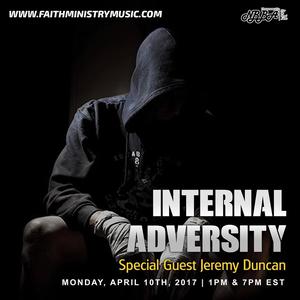 WWW.FAITHMINISTRYMUSIC.COM
INTERNAL
ADVERSITY
Special Guest Jeremy Duncan
MONDAY, APRIL 10TH, 2017 | 1PM & 7PM EST